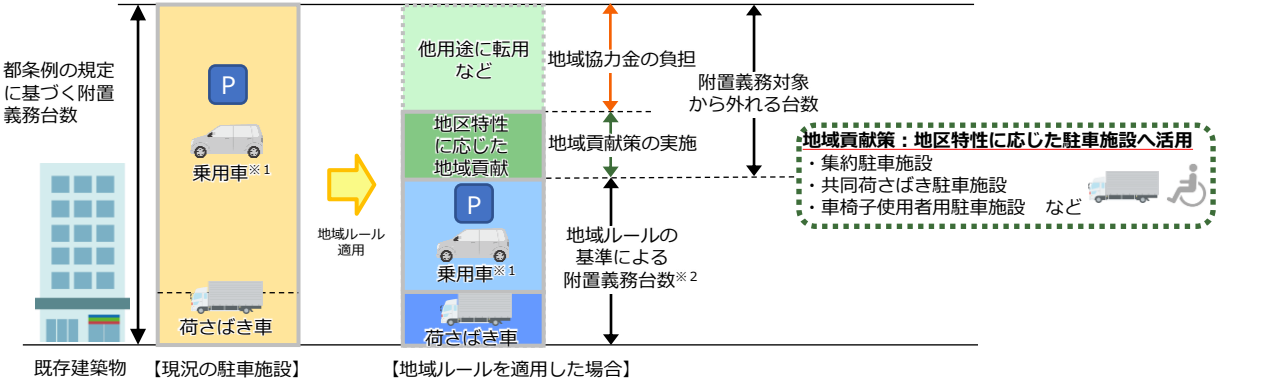 都条例の規定
に基づく附置
義務台数
P
乗用車※1
荷さばき車
既存建築物
【現況の駐車施設】
地域ルール
適用
他用途に転用
など
地区特性
に応じた
地域貢献
P
乗用車※1
荷さばき車
【地域ルールを適用した場合】
地域協力金の負担
地域貢献策の実施
地域ルールの
基準による
附置義務台数※2
附置義務対象
から外れる台数
地域貢献策：地区特性に応じた駐車施設へ活用
・集約駐車施設
・共同荷さばき駐車施設
・車椅子使用者用駐車施設　など